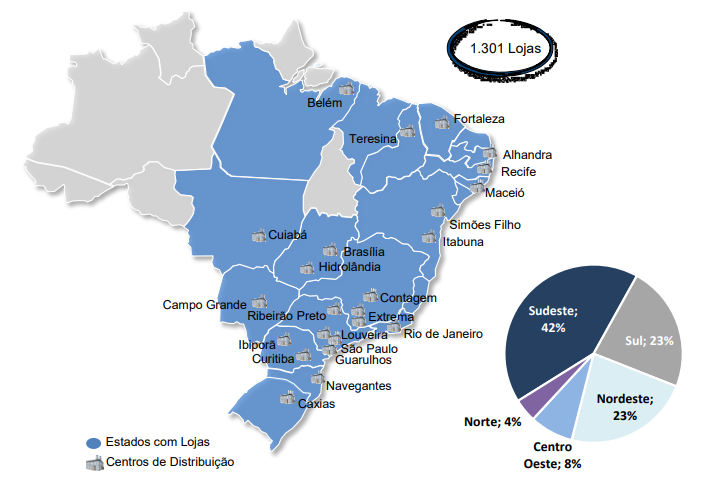 1.301 Lojas
Belém
Fortaleza
Teresina
Alhandra
Recife
Maceió
Simões Filho
Cuiabá
Itabuna
Brasília
Hidrolândia
Contagem
Campo Grande
Ribeirão Preto
Extrema
Rio de Janeiro
Louveira
Ibiporã
São Paulo
Curitiba
Guarulhos
Navegantes
Caxias
Estados com Lojas
Centros de Distribuição
Sudeste;
42%
Sul; 23%
Nordeste;
23%
Norte; 4%
Centro
Oeste; 8%